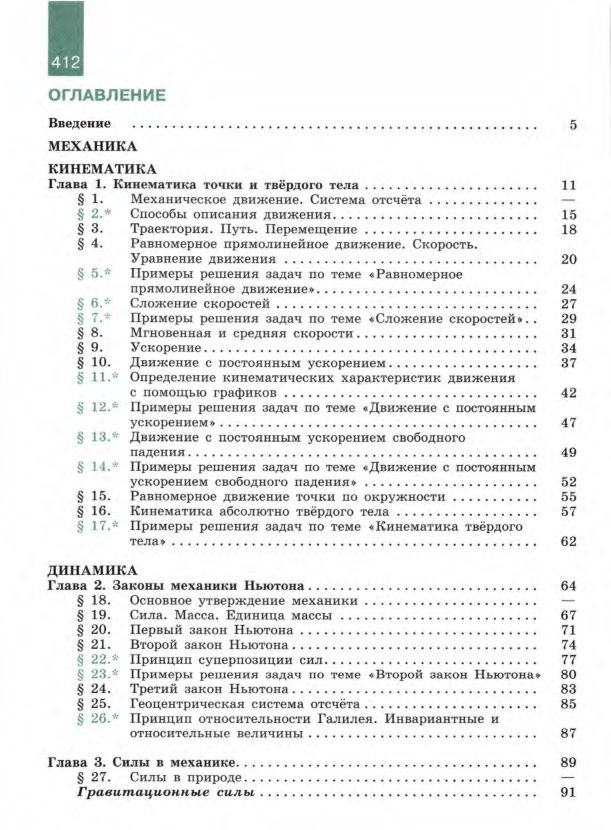 412
ОГЛАВЛЕНИЕ
Введение ........................................ 5
МЕХАНИКА
КИНЕМАТИКА
Глава 1. Кинематика точки и твёрдого тела .................. 11
§ 1. Механическое движение. Система отсчёта ............ —
§ 2.* Способы описания движения ..................... 15
§ 3. Траектория. Путь. Перемещение ................... 18
§ 4. Равномерное прямолинейное движение. Скорость.
Уравнение движения ........................... 20
§ 5.* Примеры решения задач по теме «Равномерное
прямолинейное движение» ....................... 24
§ 6.* Сложение скоростей ............................ 27
§ 7.* Примеры решения задач по теме «Сложение скоростей» .. 29
§ 8. Мгновенная и средняя скорости ................... 31
§ 9. Ускорение .................................... 34
§ 10. Движение с постоянным ускорением ................ 37
§ 11.* Определение кинематических характеристик движения
с помощью графиков ........................... 42
§ 12.* Примеры решения задач по теме «Движение с постоянным
ускорением» .................................. 47
§ 13.* Движение с постоянным ускорением свободного
падения ...................................... 49
§ 14.* Примеры решения задач по теме «Движение с постоянным
ускорением свободного падения» .................. 52
§ 15. Равномерное движение точки по окружности ......... 55
§ 16. Кинематика абсолютно твёрдого тела ............... 57
§ 17.* Примеры решения задач по теме «Кинематика твёрдого
тела» ........................................ 62
ДИНАМИКА
Глава 2. Законы механики Ньютона ........................ 64
§ 18. Основное утверждение механики .................. —
§ 19. Сила. Масса. Единица массы ..................... 67
§ 20. Первый закон Ньютона ......................... 71
§ 21. Второй закон Ньютона .......................... 74
§ 22.* Принцип суперпозиции сил ...................... 77
§ 23.* Примеры решения задач по теме «Второй закон Ньютона» 80
§ 24. Третий закон Ньютона .......................... 83
§ 25. Геоцентрическая система отсчёта .................. 85
§ 26.* Принцип относительности Галилея. Инвариантные и
относительные величины ........................ 87
Глава 3. Силы в механике ............................... 89
§ 27. Силы в природе ............................... —
Гравитационные силы ............................ 91